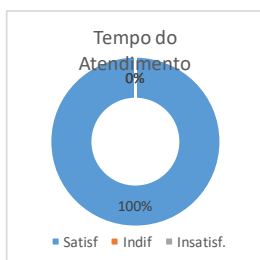 Tempo do
Atendimento
0%
100%
Satisf Indif Insatisf.